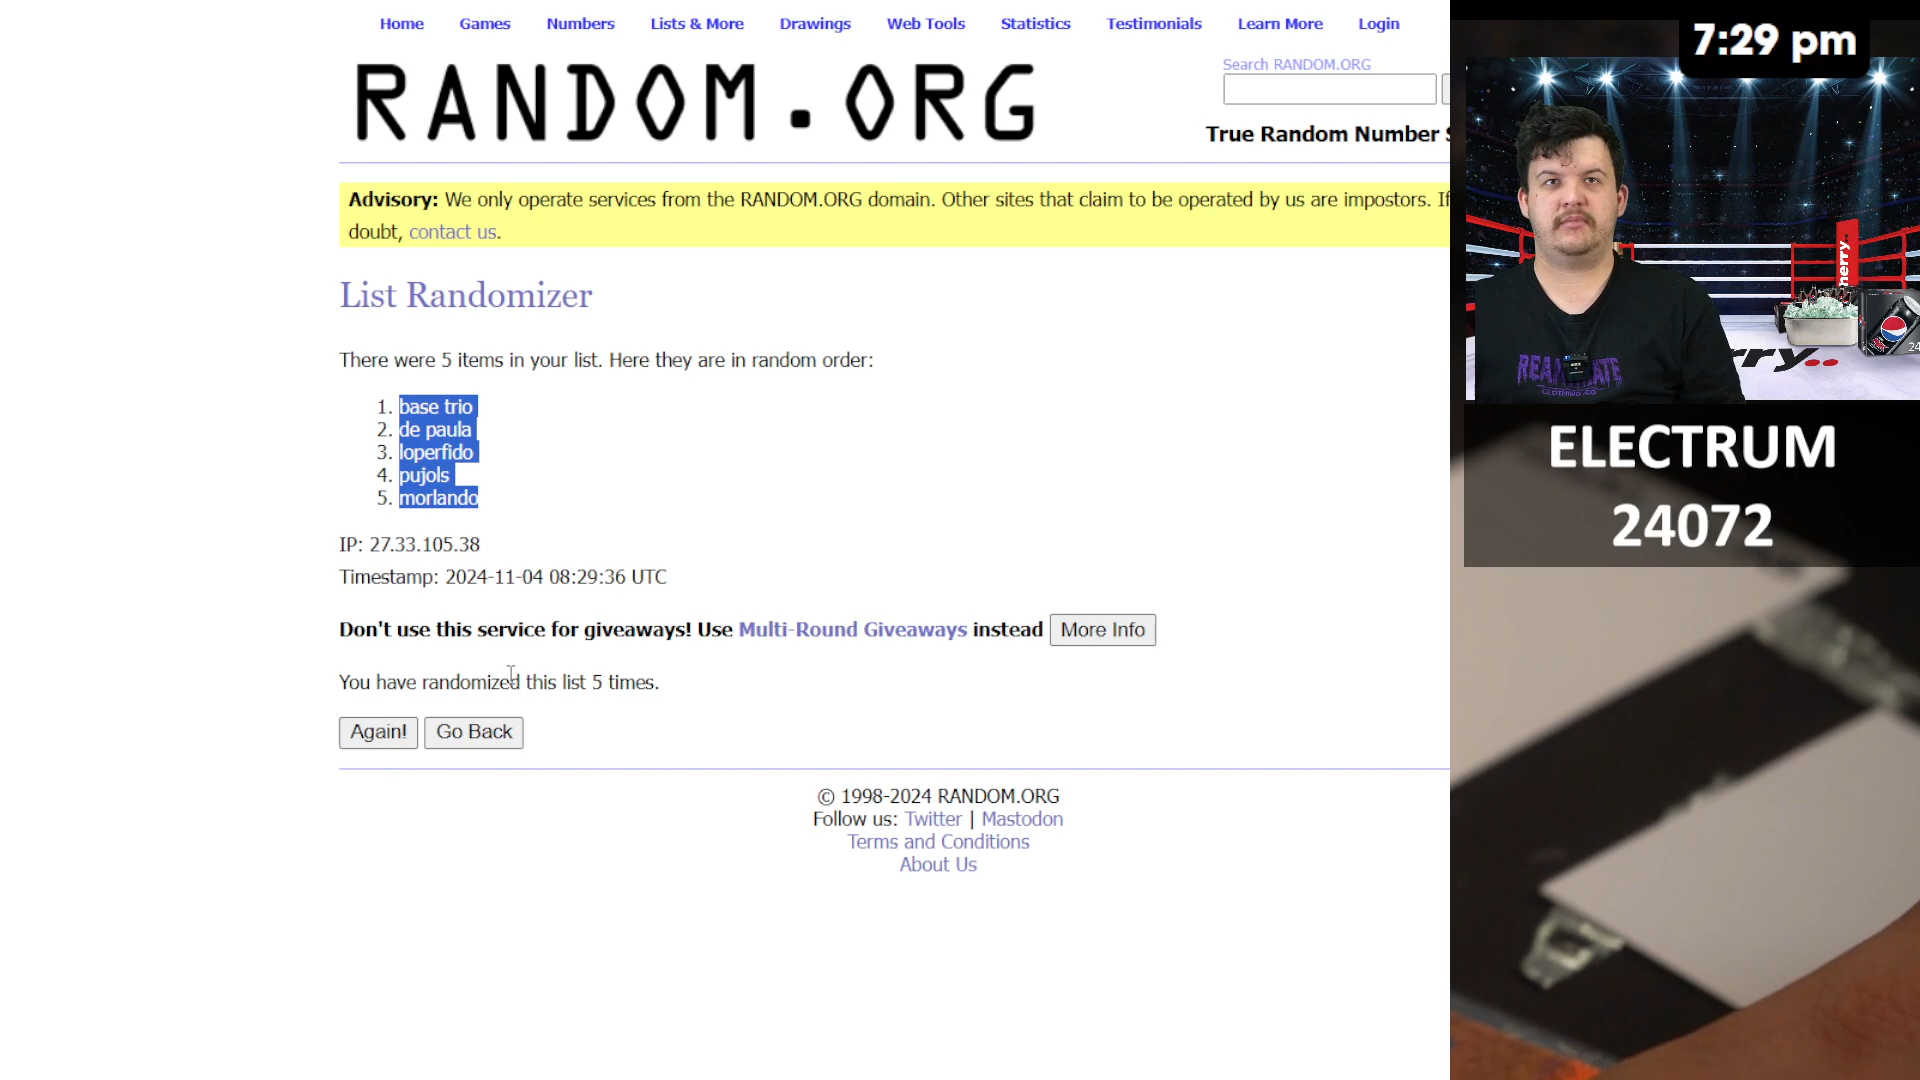 Home Games Numbers Lists & More Drawings Web Tools Statistics Testimonials Learn More Login
RANDOM.ORG
Search RANDOM.ORG
True Random Number S
Advisory: We only operate services from the RANDOM.ORG domain. Other sites that claim to be operated by us are impostors. If
doubt, contact us.
List Randomizer
There were 5 items in your list. Here they are in random order:
1. base trio
2. de paula
3. loperfido
4. pujols
5. morlando
IP: 27.33.105.38
Timestamp: 2024-11-04 08:29:36 UTC
Don't use this service for giveaways! Use Multi-Round Giveaways instead More Info
You have randomized this list 5 times.
Again! Go Back
© 1998-2024 RANDOM.ORG
Follow us: Twitter | Mastodon
Terms and Conditions
About Us
7:29 pm
herry
rry..
24
CLOTHING.CO
ELECTRUM
24072